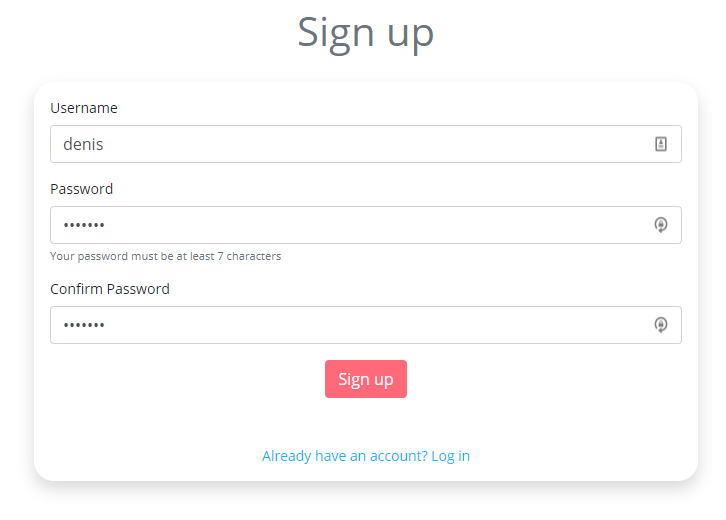 Sign up
Username
denis
Password
•••••••
Your password must be at least 7 characters
Confirm Password
•••••••
Sign up
Already have an account? Log in